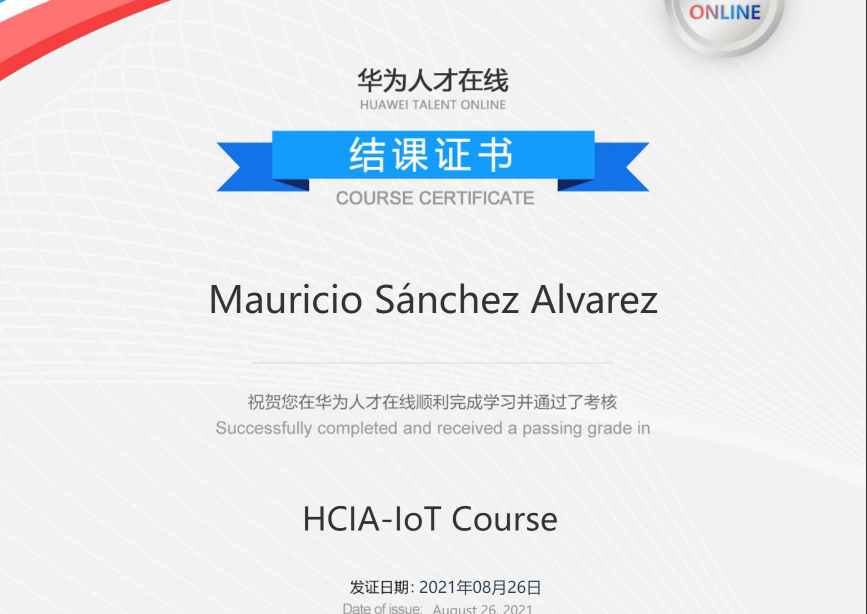 ONLINE
华为人才在线
HUAWEI TALENT ONLINE
结课证书
COURSE CERTIFICATE
Mauricio Sánchez Alvarez
祝贺您在华为人才在线顺利完成学习并通过了考核
Successfully completed and received a passing grade in
HCIA-IoT Course
发证日期: 2021年08月26日
Date of issue: August 26, 2021